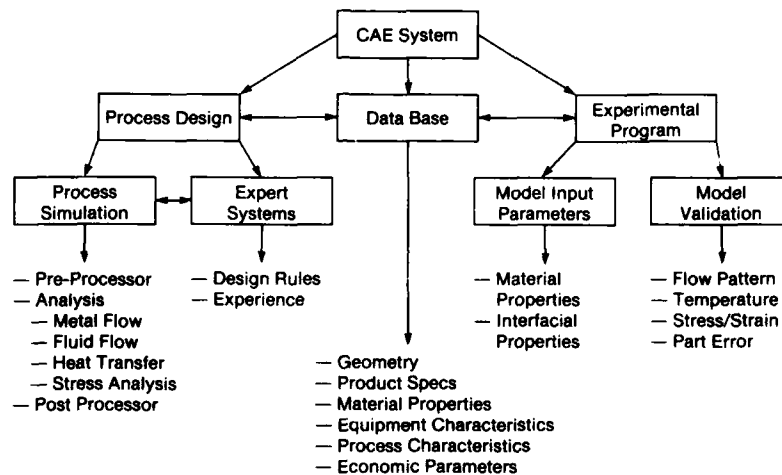 CAE System
Process Design
Data Base
Experimental
Program
Process
Simulation
Expert
Systems
Model Input
Parameters
Model
Validation
— Pre-Processor
— Analysis
— Metal Flow
— Fluid Flow
— Heat Transfer
— Stress Analysis
— Post Processor
— Design Rules
— Experience
— Geometry
— Product Specs
— Material Properties
— Equipment Characteristics
— Process Characteristics
— Economic Parameters
— Material
Properties
— Interfacial
Properties
— Flow Pattern
— Temperature
— Stress/Strain
— Part Error